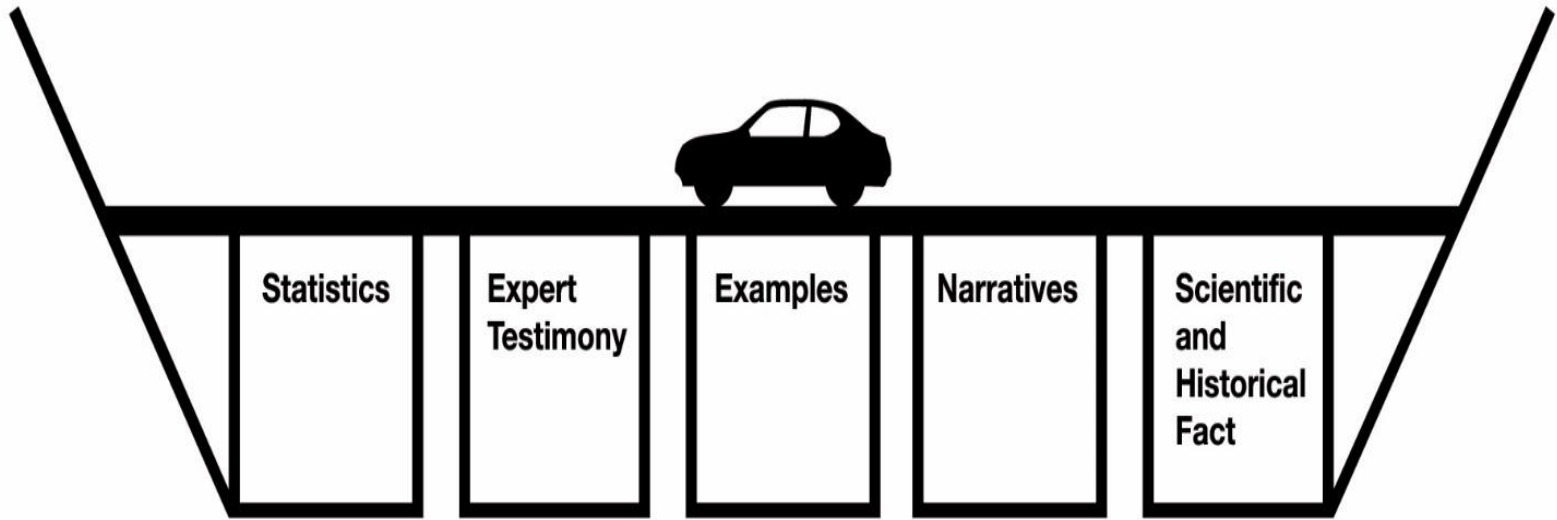 Statistics
Expert
Testimony
Examples
Narratives
Scientific
and
Historical
Fact